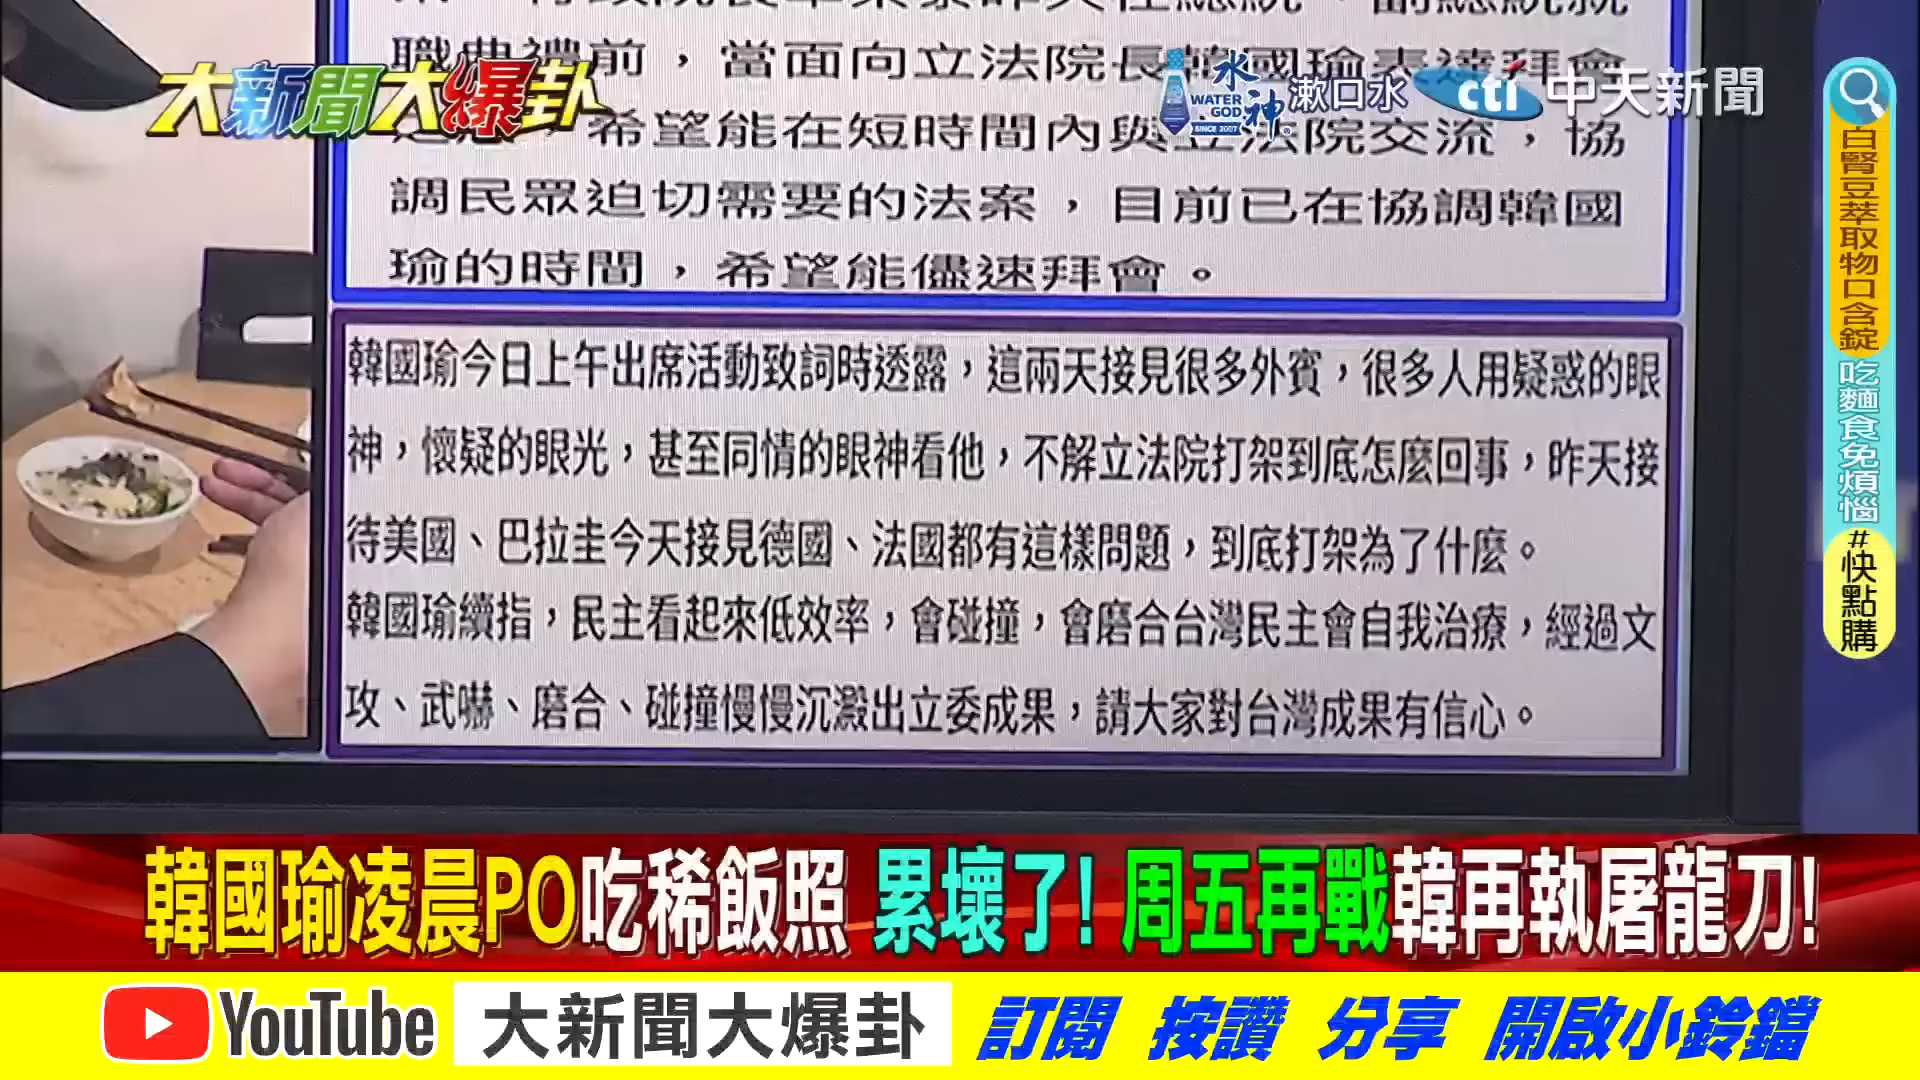 職典禮前，當面向立法院長韓國瑜表達拜會
，希望能在短時間內與立法院交流，協
調民眾迫切需要的法案，目前已在協調韓國
瑜的時間，希望能儘速拜會。
大新聞大爆卦
水神
WATER GOD
SINCE 2007
漱口水
cti 中天新聞
韓國瑜今日上午出席活動致詞時透露，這兩天接見很多外賓，很多人用疑惑的眼
神，懷疑的眼光，甚至同情的眼神看他，不解立法院打架到底怎麼回事，昨天接
待美國、巴拉圭今天接見德國、法國都有這樣問題，到底打架為了什麼。
韓國瑜續指，民主看起來低效率，會碰撞，會磨合台灣民主會自我治療，經過文
攻、武嚇、磨合、碰撞慢慢沉澱出立委成果，請大家對台灣成果有信心。
白腎豆萃取物口含錠
吃麵食免煩惱
#快點購
韓國瑜凌晨PO吃稀飯照 累壞了! 周五再戰韓再執屠龍刀!
YouTube 大新聞大爆卦 訂閱 按讚 分享 開啟小鈴鐺